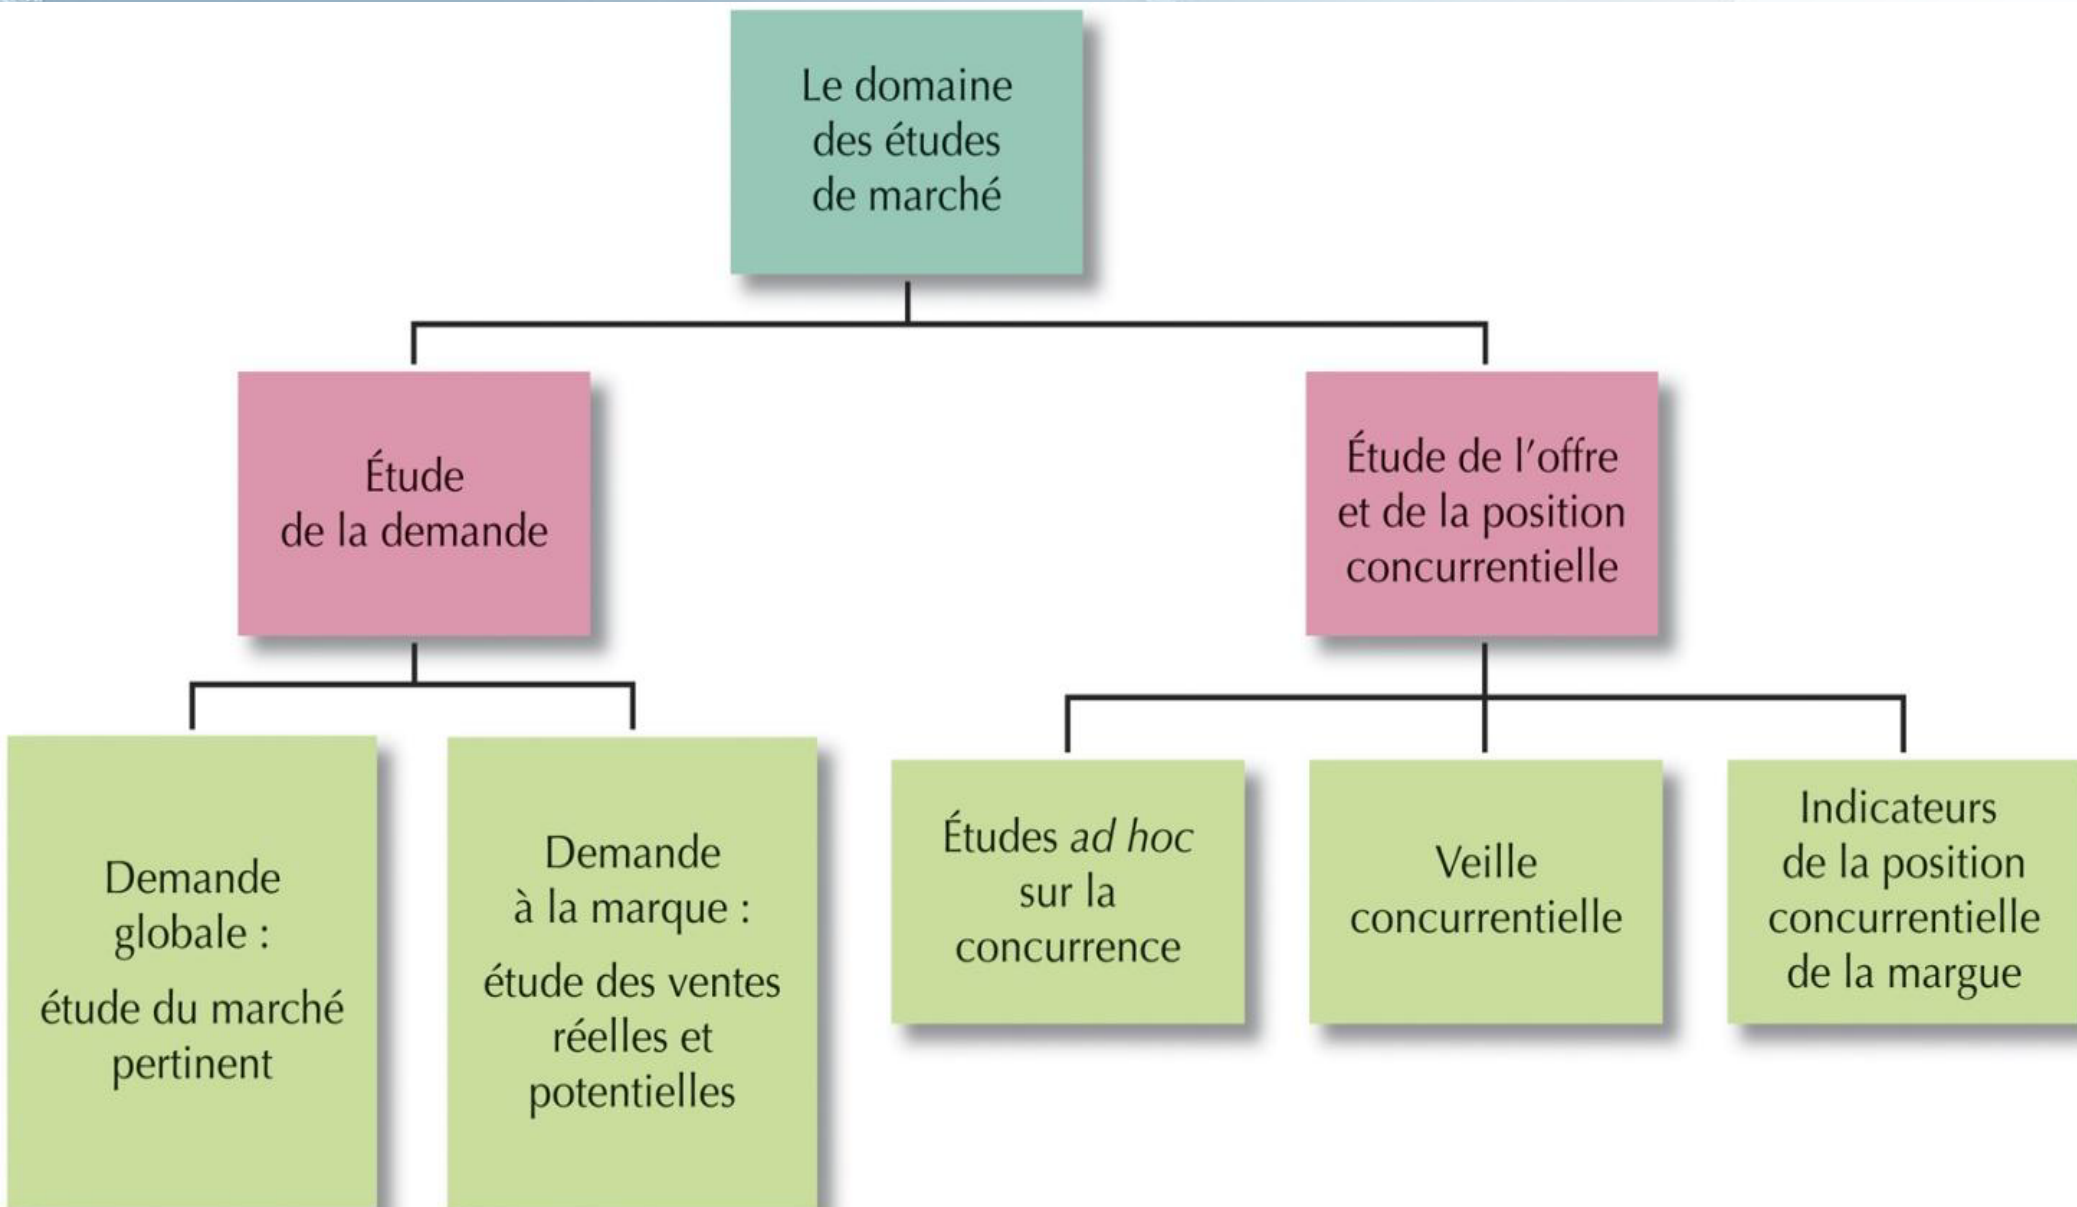 Le domaine
des études
de marché
Étude
de la demande
Étude de l'offre
et de la position
concurrentielle
Demande
globale :
étude du marché
pertinent
Demande
à la marque :
étude des ventes
réelles et
potentielles
Études ad hoc
sur la
concurrence
Veille
concurrentielle
Indicateurs
de la position
concurrentielle
de la margue